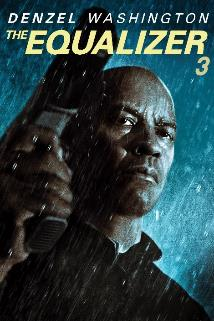 DENZEL WASHINGTON
THE EQUALIZER
3